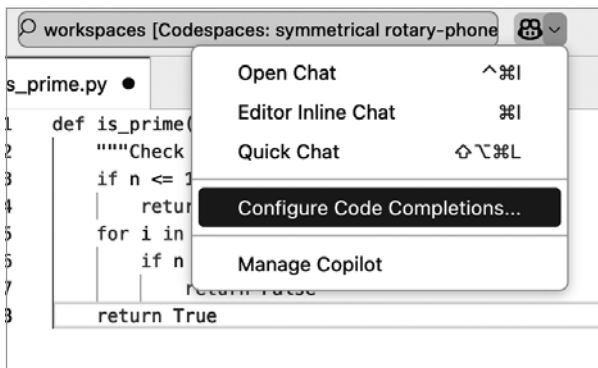 workspaces [Codespaces: symmetrical rotary-phone
s_prime.py ●
Open Chat ^⌘I
Editor Inline Chat ⌘I
Quick Chat ⇧⌥⌘L
Configure Code Completions...
Manage Copilot
1 def is_prime(
2 """Check
3 if n <= 1
4 retur
5 for i in
6 if n
7 return False
8 return True